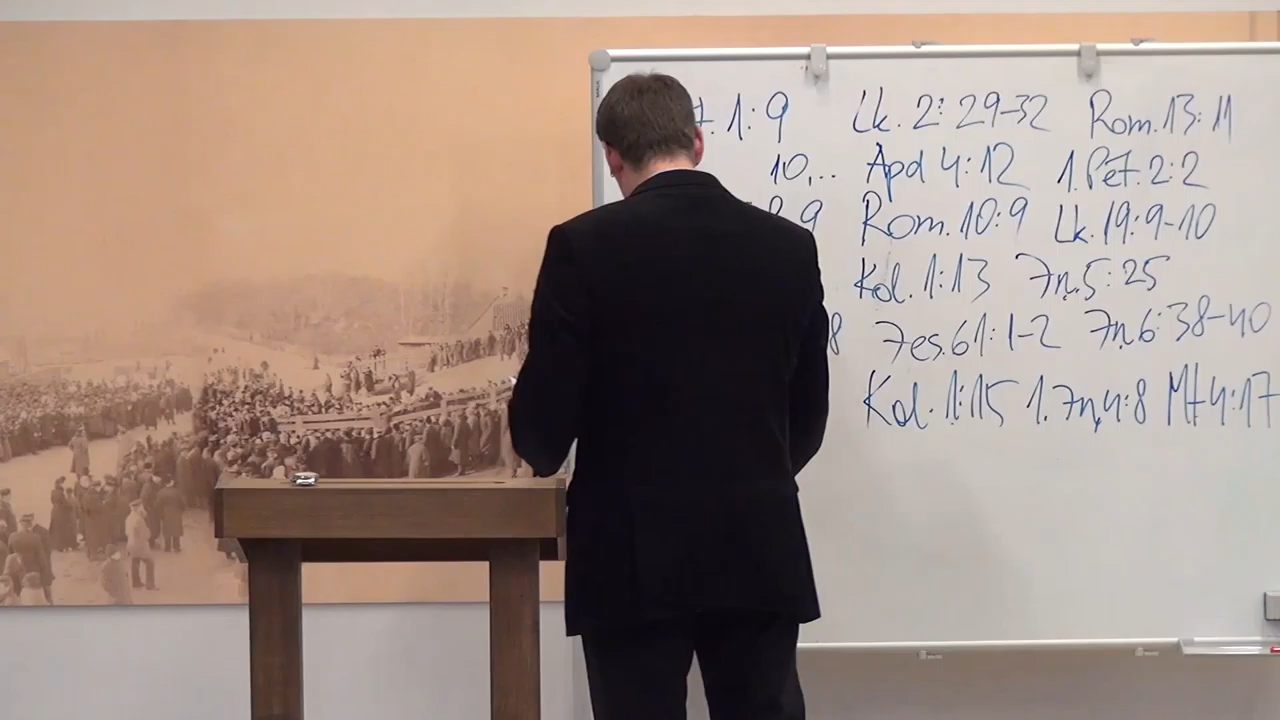 7. 1:9 Lk. 2:29-32 Rom. 13:11
10,.. Apd 4:12 1.Pet. 2:2
9 Rom. 10:9 Lk. 19:9-10
Kol. 1:13 Jn. 5:25
8 Jes. 61:1-2 Jn. 6:38-40
Kol. 1:15 1. Jn. 4:8 Mt 4:17